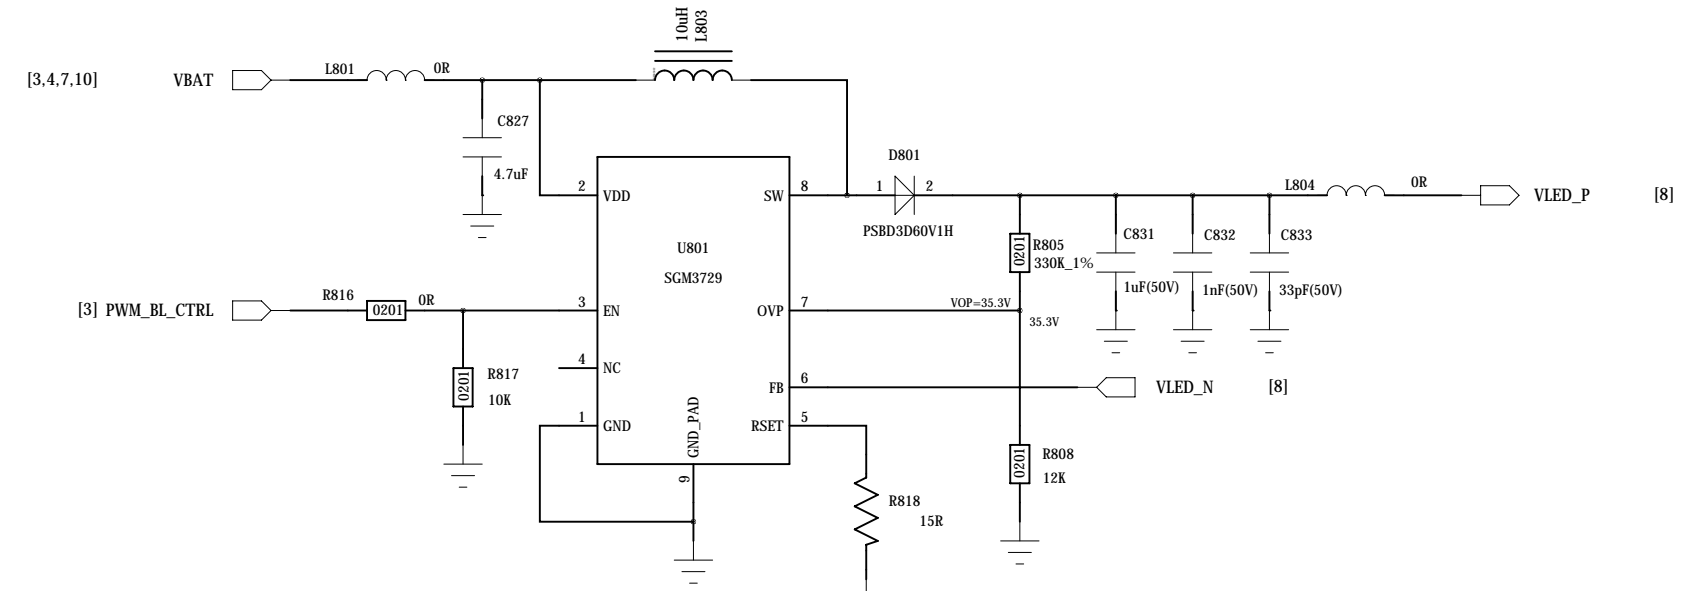 10uH
L803
[3,4,7,10]
VBAT
L801
0R
C827
4.7uF
D801
1
2
PSBD3D60V1H
L804
0R
VLED_P
[8]
2
VDD
SW
8
U801
SGM3729
R805
0201
330K_1%
C831
1uF(50V)
C832
1nF(50V)
C833
33pF(50V)
[3]
PWM_BL_CTRL
R816
0201
0R
3
EN
OVP
7
VOP=35.3V
35.3V
R817
0201
10K
4
NC
FB
6
VLED_N
[8]
1
GND
GND_PAD
9
RSET
5
R808
0201
12K
R818
15R